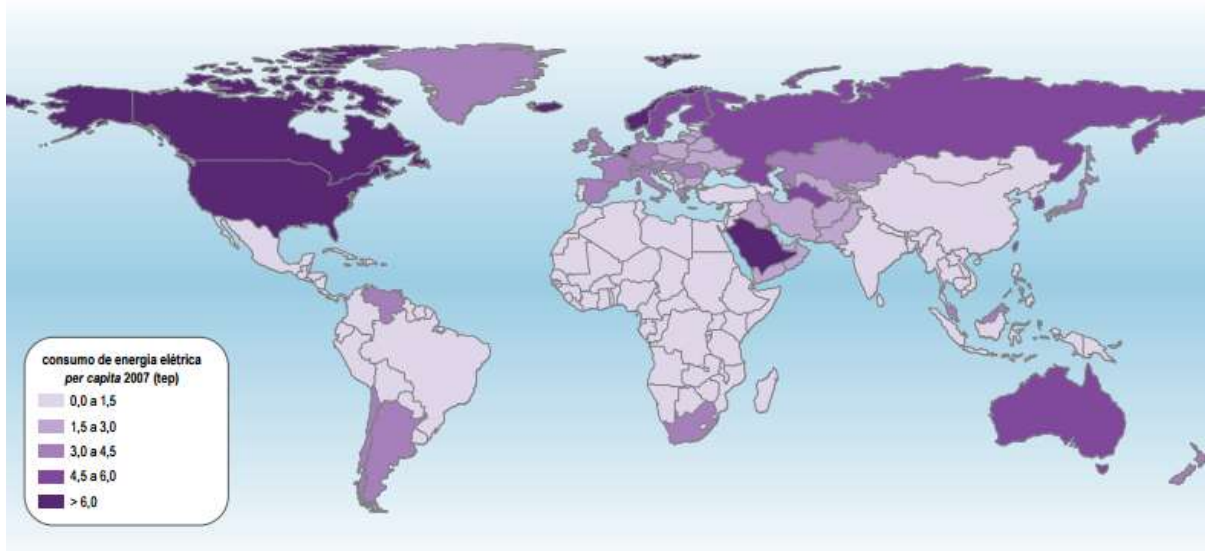 consumo de energia elétrica
per capita 2007 (tep)
0,0 a 1,5
1,5 a 3,0
3,0 a 4,5
4,5 a 6,0
> 6,0